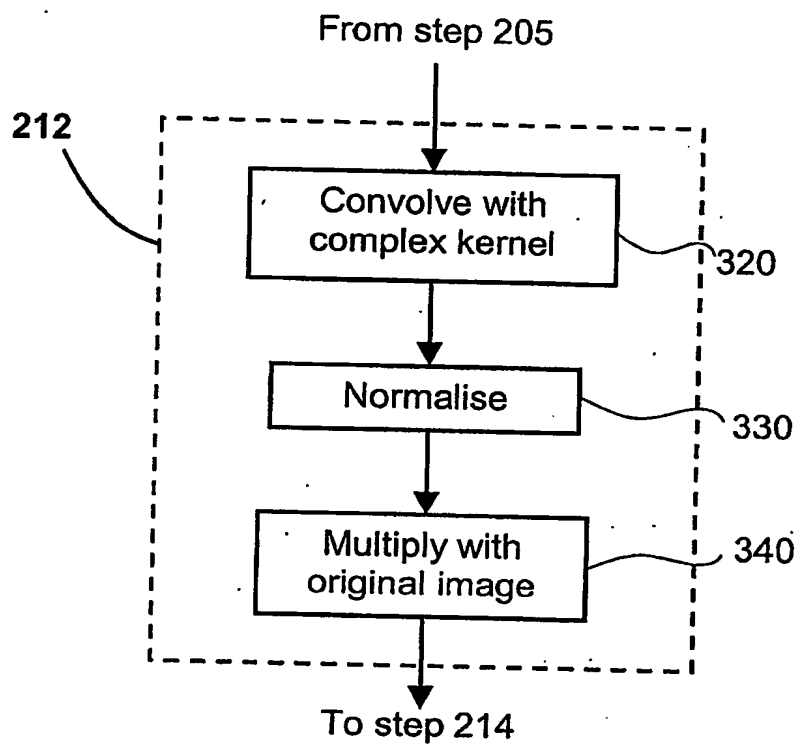 From step 205
212
Convolve with
complex kernel
320
Normalise
330
Multiply with
original image
340
To step 214